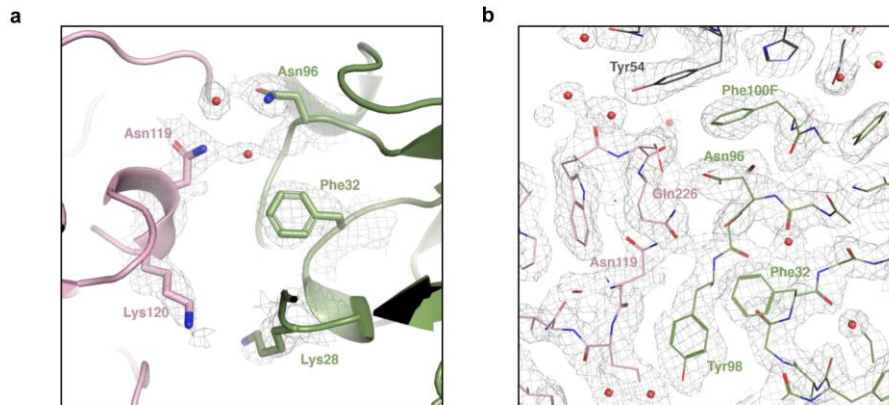 a
b
Asn96
Asn119
Phe32
Lys120
Lys28
Tyr54
Phe100F
Asn96
Gln226
Asn119
Phe32
Tyr98